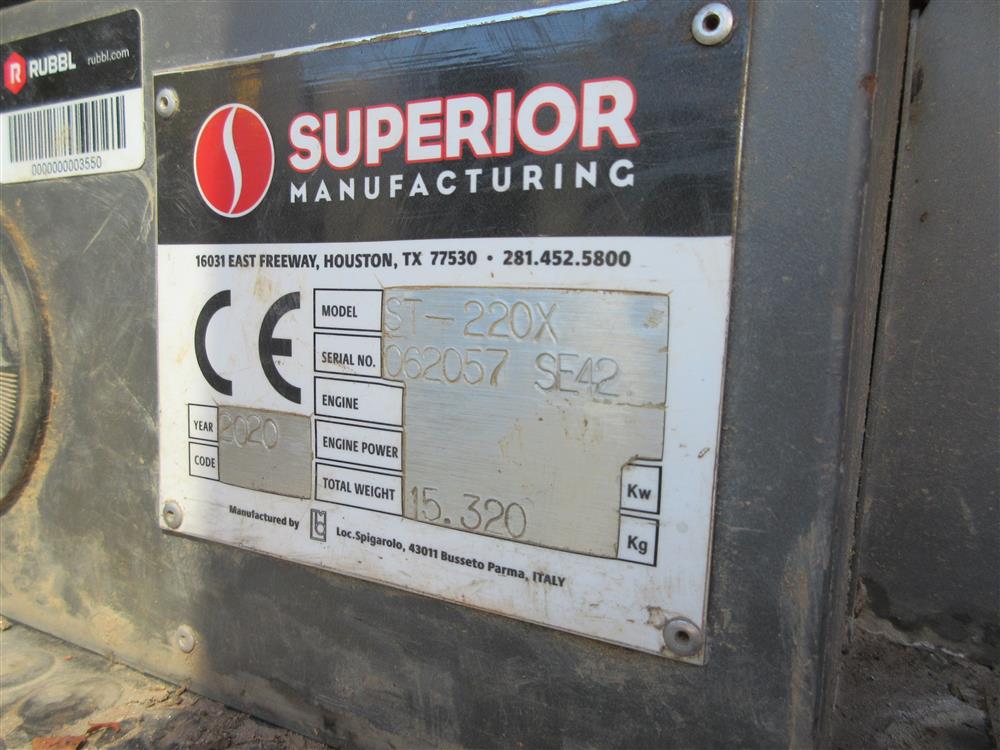 R RUBBL rubbl.com
0000000003550
SUPERIOR
MANUFACTURING
16031 EAST FREEWAY, HOUSTON, TX 77530 • 281.452.5800
CE
MODEL ST-220X
SERIAL NO. 062057 SE42
ENGINE
YEAR 2020
ENGINE POWER Kw
CODE
TOTAL WEIGHT 15.320 Kg
Manufactured by Loc.Spigarolo, 43011 Busseto Parma, ITALY